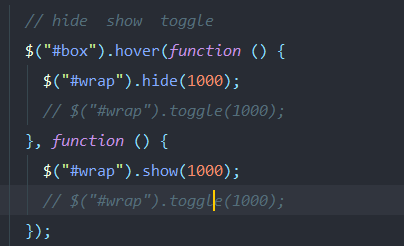 // hide  show  toggle
$("#box").hover(function () {
  $("#wrap").hide(1000);
  // $("#wrap").toggle(1000);
}, function () {
  $("#wrap").show(1000);
  // $("#wrap").toggle(1000);
});